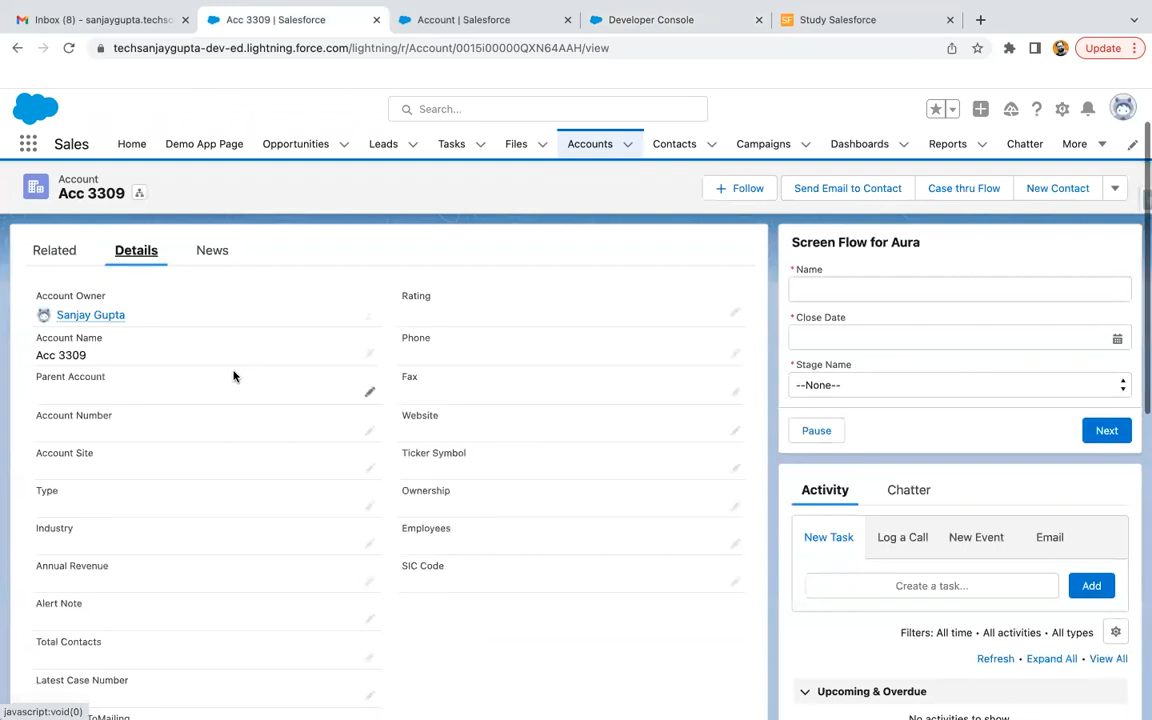 Inbox (8) - sanjaygupta.techsc
Acc 3309 | Salesforce
Account | Salesforce
Developer Console
SF Study Salesforce
techsanjaygupta-dev-ed.lightning.force.com/lightning/r/Account/0015i00000QXN64AAH/view
Update
Search...
Sales
Home
Demo App Page
Opportunities
Leads
Tasks
Files
Accounts
Contacts
Campaigns
Dashboards
Reports
Chatter
More
Account
Acc 3309
+ Follow
Send Email to Contact
Case thru Flow
New Contact
Related
Details
News
Account Owner
Sanjay Gupta
Account Name
Acc 3309
Parent Account
Account Number
Account Site
Type
Industry
Annual Revenue
Alert Note
Total Contacts
Latest Case Number
ToMailing
Rating
Phone
Fax
Website
Ticker Symbol
Ownership
Employees
SIC Code
Screen Flow for Aura
* Name
* Close Date
* Stage Name
--None--
Pause
Next
Activity
Chatter
New Task
Log a Call
New Event
Email
Create a task...
Add
Filters: All time • All activities • All types
Refresh • Expand All • View All
Upcoming & Overdue
No activities to show.
javascript:void(0)